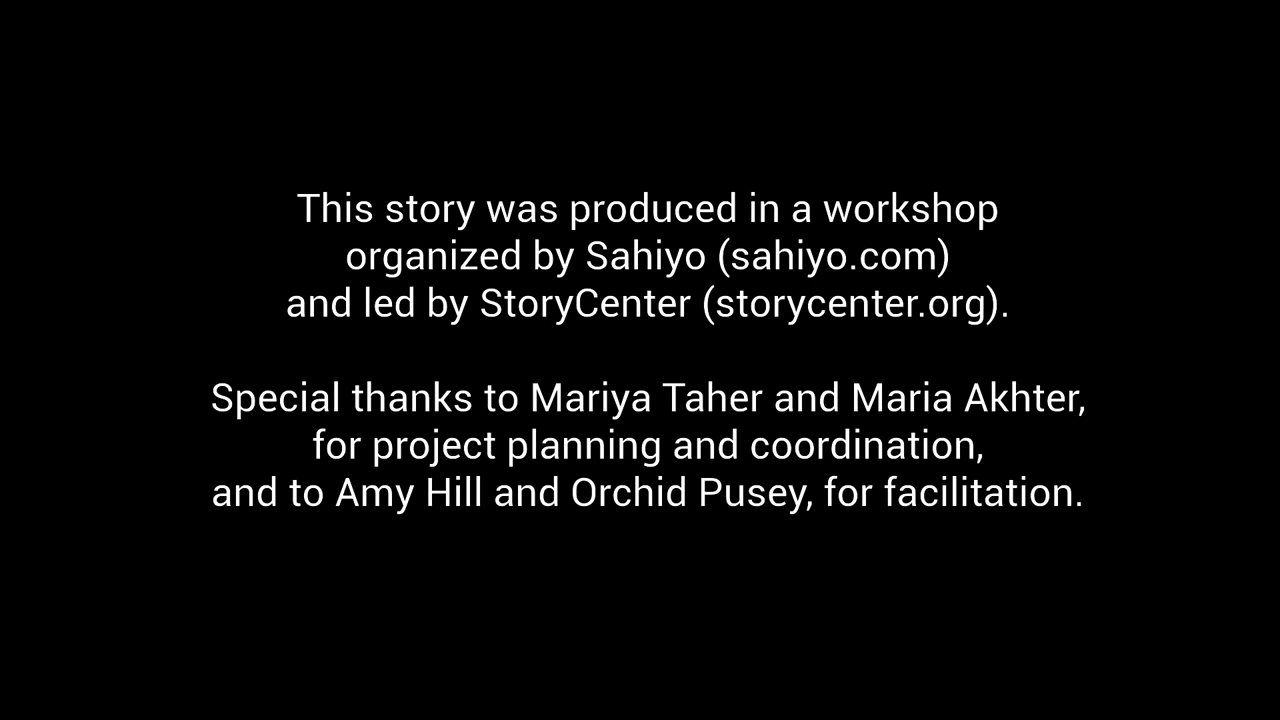 This story was produced in a workshop
organized by Sahiyo (sahiyo.com)
and led by StoryCenter (storycenter.org).
Special thanks to Mariya Taher and Maria Akhter,
for project planning and coordination,
and to Amy Hill and Orchid Pusey, for facilitation.